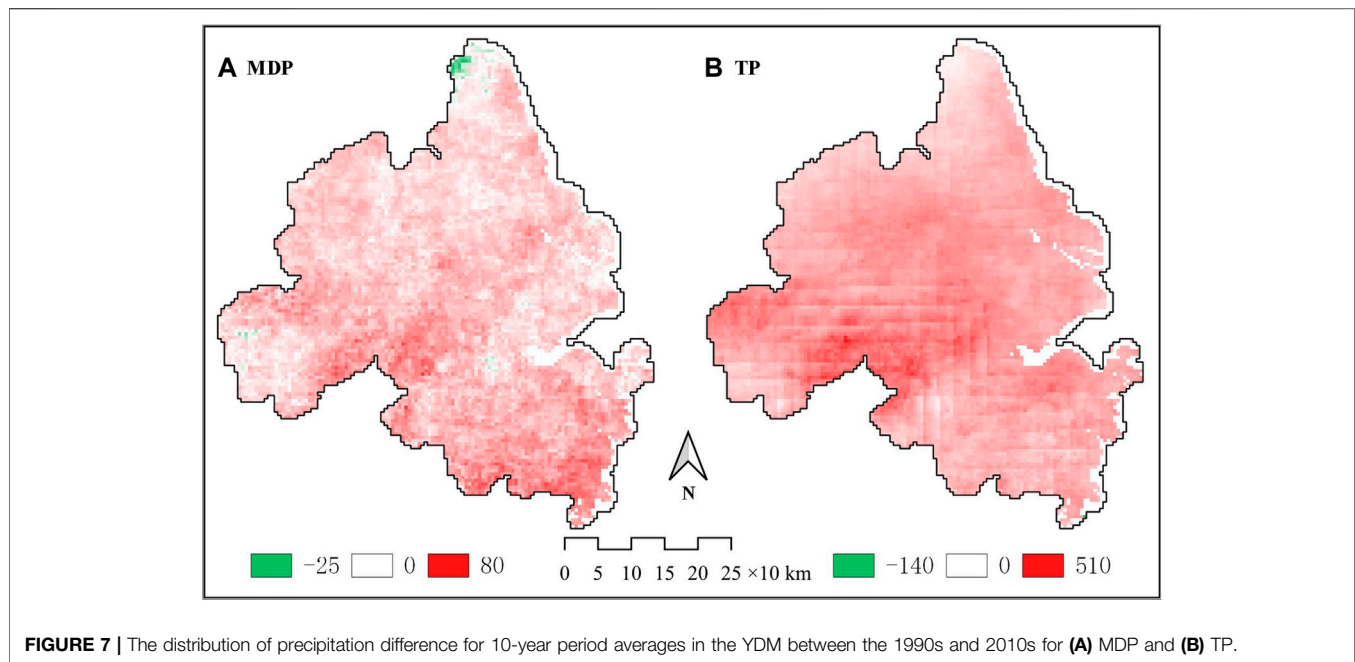 A MDP
B TP
N
-25 0 80
0 5 10 15 20 25 ×10 km
-140 0 510
FIGURE 7 | The distribution of precipitation difference for 10-year period averages in the YDM between the 1990s and 2010s for (A) MDP and (B) TP.